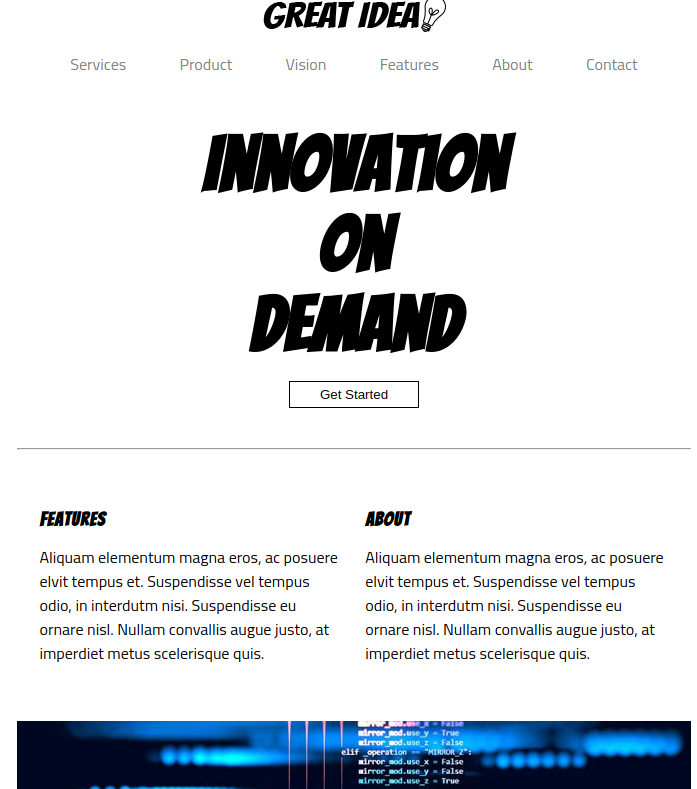 GREAT IDEA
Services Product Vision Features About Contact
INNOVATION
ON
DEMAND
Get Started
FEATURES
Aliquam elementum magna eros, ac posuere
elvit tempus et. Suspendisse vel tempus
odio, in interdutm nisi. Suspendisse eu
ornare nisl. Nullam convallis augue justo, at
imperdiet metus scelerisque quis.
ABOUT
Aliquam elementum magna eros, ac posuere
elvit tempus et. Suspendisse vel tempus
odio, in interdutm nisi. Suspendisse eu
ornare nisl. Nullam convallis augue justo, at
imperdiet metus scelerisque quis.
mirror_mod.use_x = False
mirror_mod.use_y = True
mirror_mod.use_z = False
elif _operation == "MIRROR_Z":
mirror_mod.use_x = False
mirror_mod.use_y = False
mirror_mod.use_z = True